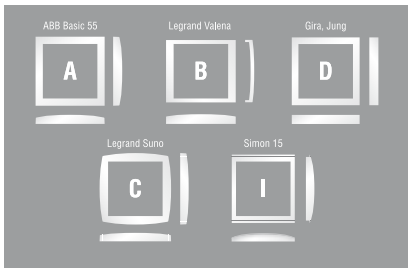 ABB Basic 55 Legrand Valena Gira, Jung
A B D
Legrand Suno Simon 15
C I